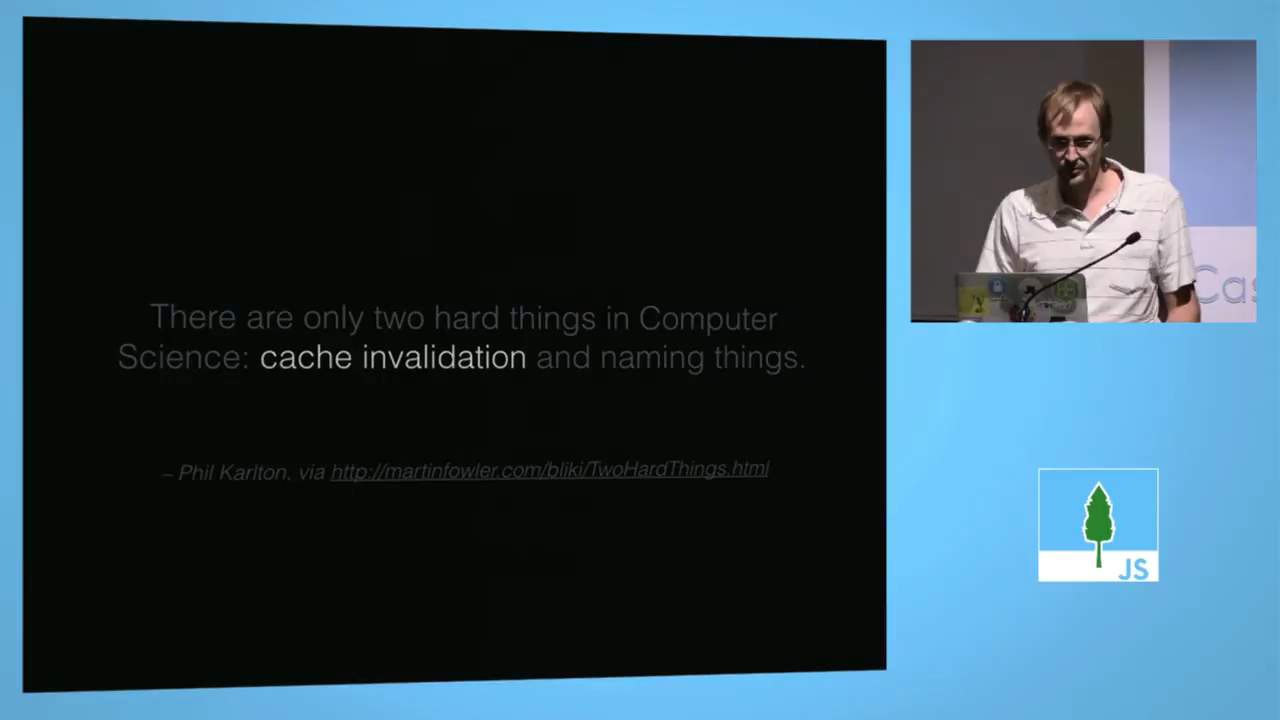 There are only two hard things in Computer
Science: cache invalidation and naming things.
– Phil Karlton, via http://martinfowler.com/bliki/TwoHardThings.html
Cas
JS